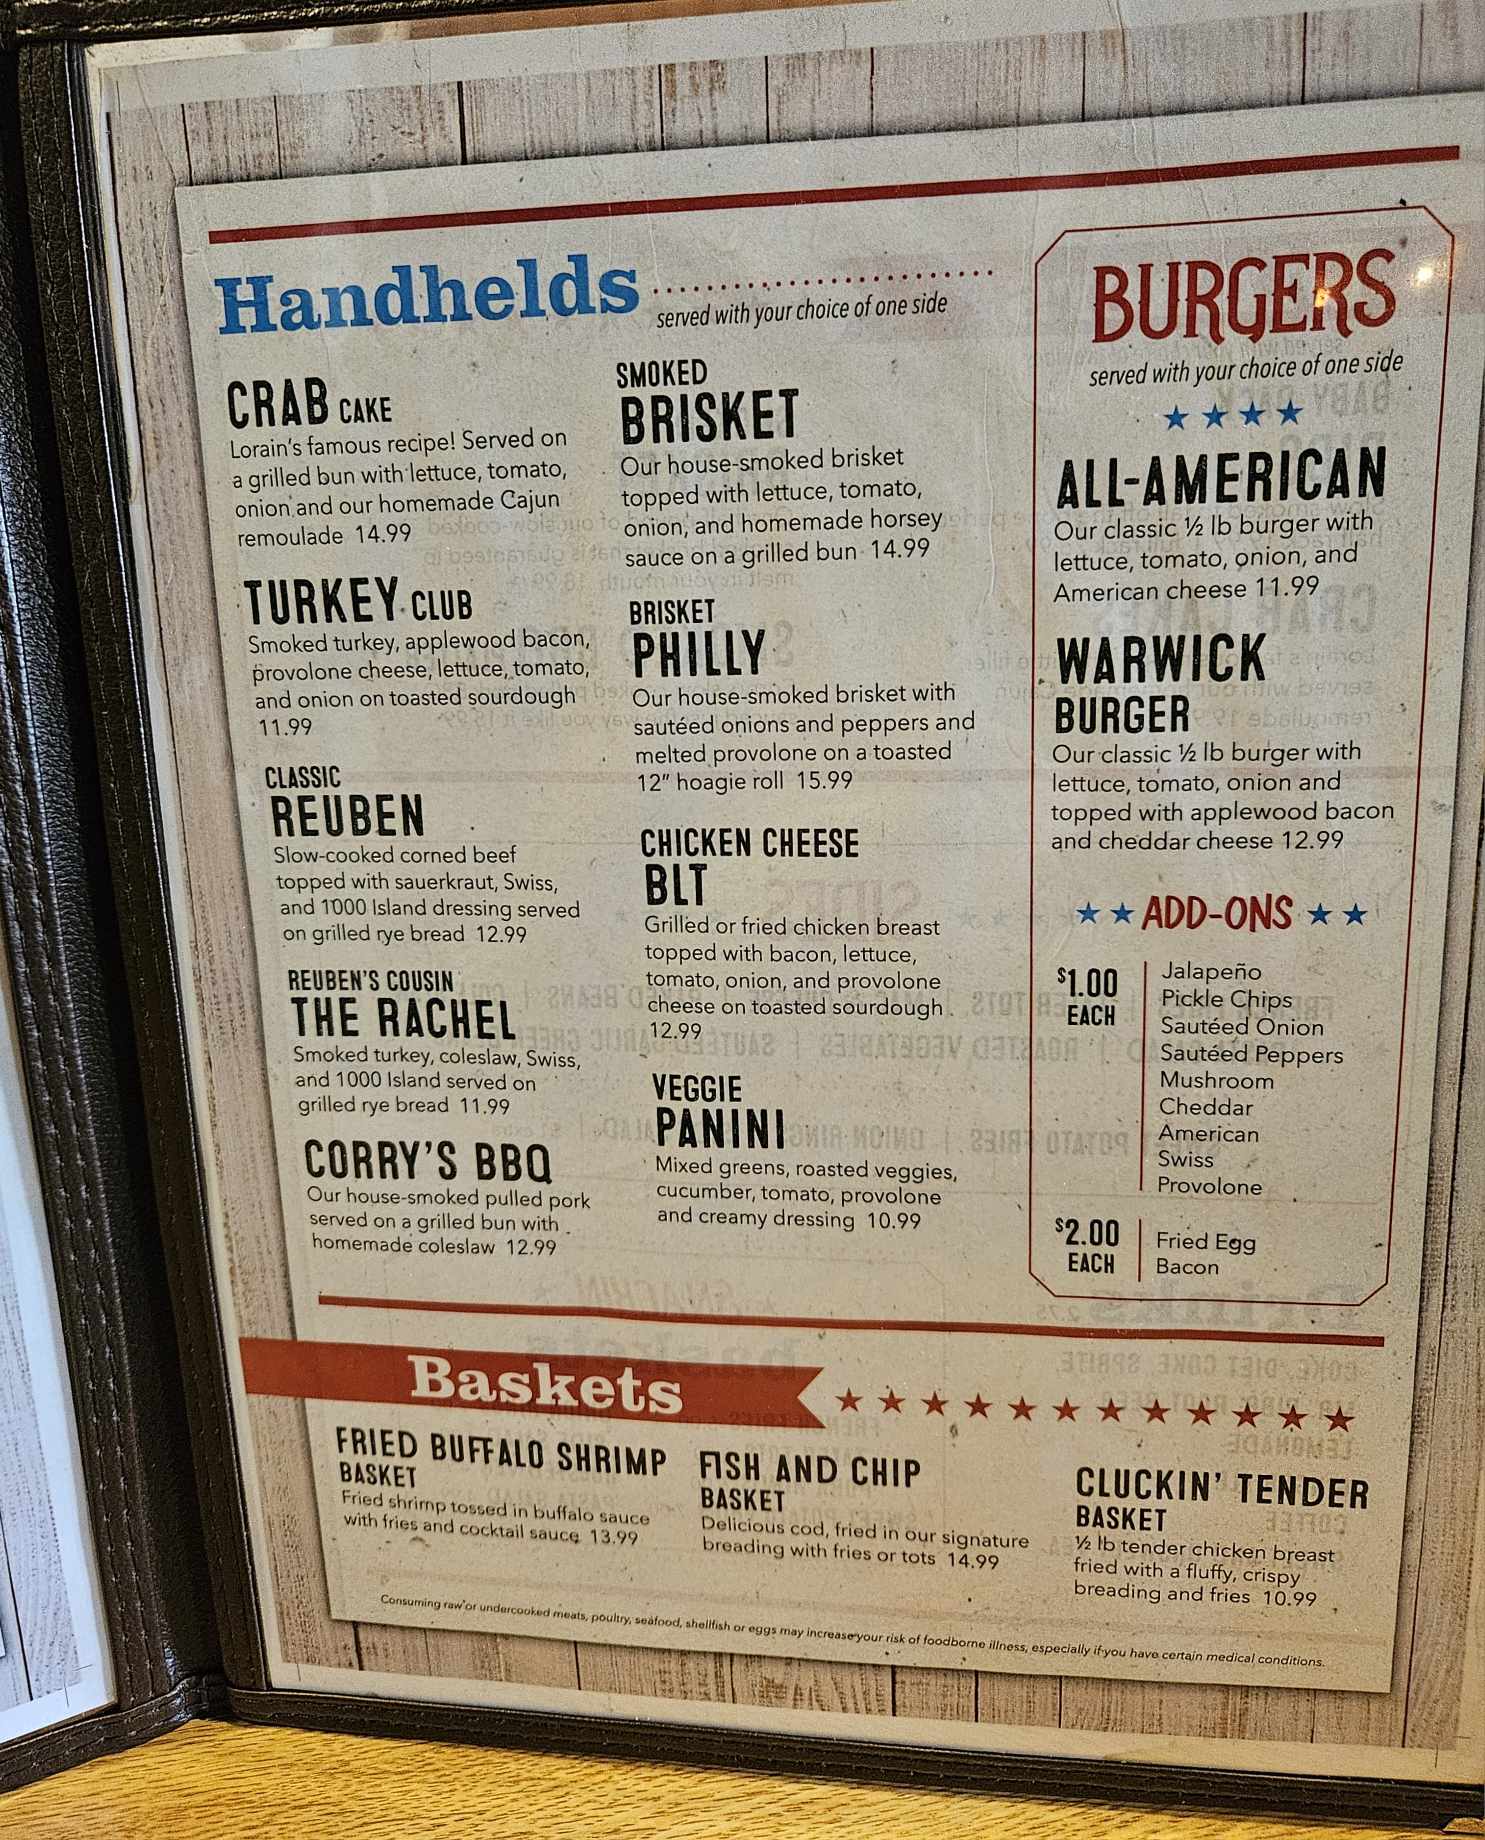 Handhelds
served with your choice of one side
CRAB CAKE
Lorain's famous recipe! Served on
a grilled bun with lettuce, tomato,
onion and our homemade Cajun
remoulade 14.99
TURKEY CLUB
Smoked turkey, applewood bacon,
provolone cheese, lettuce, tomato,
and onion on toasted sourdough
11.99
CLASSIC
REUBEN
Slow-cooked corned beef
topped with sauerkraut, Swiss,
and 1000 Island dressing served
on grilled rye bread 12.99
REUBEN'S COUSIN
THE RACHEL
Smoked turkey, coleslaw, Swiss,
and 1000 Island served on
grilled rye bread 11.99
CORRY'S BBQ
Our house-smoked pulled pork
served on a grilled bun with
homemade coleslaw 12.99
SMOKED
BRISKET
Our house-smoked brisket
topped with lettuce, tomato,
onion, and homemade horsey
sauce on a grilled bun 14.99
BRISKET
PHILLY
Our house-smoked brisket with
sautéed onions and peppers and
melted provolone on a toasted
12" hoagie roll 15.99
CHICKEN CHEESE
BLT
Grilled or fried chicken breast
topped with bacon, lettuce,
tomato, onion, and provolone
cheese on toasted sourdough
12.99
VEGGIE
PANINI
Mixed greens, roasted veggies,
cucumber, tomato, provolone
and creamy dressing 10.99
BURGERS
served with your choice of one side
ALL-AMERICAN
Our classic ½ lb burger with
lettuce, tomato, onion, and
American cheese 11.99
WARWICK
BURGER
Our classic ½ lb burger with
lettuce, tomato, onion and
topped with applewood bacon
and cheddar cheese 12.99
ADD-ONS
$1.00
EACH
Jalapeño
Pickle Chips
Sautéed Onion
Sautéed Peppers
Mushroom
Cheddar
American
Swiss
Provolone
$2.00
EACH
Fried Egg
Bacon
Baskets
FRIED BUFFALO SHRIMP
BASKET
Fried shrimp tossed in buffalo sauce
with fries and cocktail sauce 13.99
FISH AND CHIP
BASKET
Delicious cod, fried in our signature
breading with fries or tots 14.99
CLUCKIN' TENDER
BASKET
½ lb tender chicken breast
fried with a fluffy, crispy
breading and fries 10.99
Consuming raw or undercooked meats, poultry, seafood, shellfish or eggs may increase your risk of foodborne illness, especially if you have certain medical conditions.